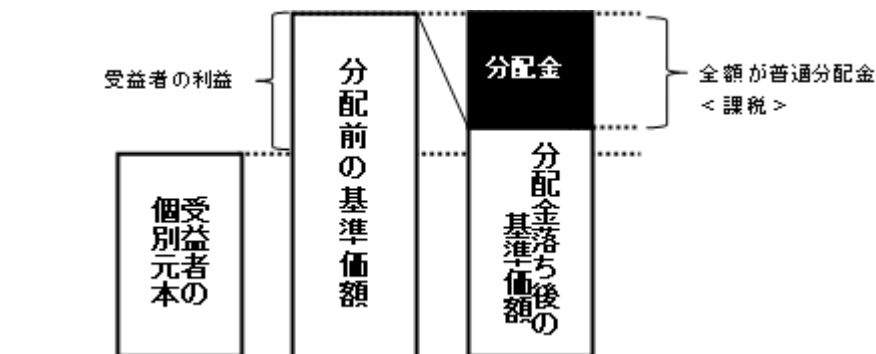 受益者の利益
分配前の基準価額
分配金
全額が普通分配金
<課税>
受益者の
個別元本
分配金落ち後の
基準価額